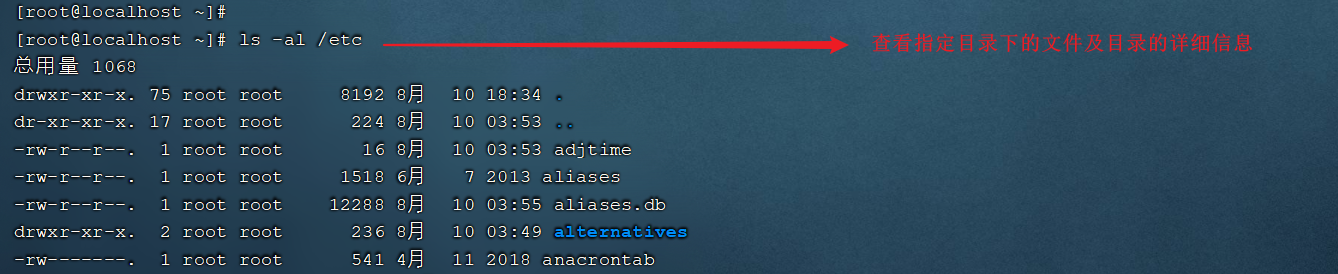 [root@localhost ~]#
[root@localhost ~]# ls -al /etc 查看指定目录下的文件及目录的详细信息
总用量 1068
drwxr-xr-x. 75 root root 8192 8月 10 18:34 .
dr-xr-xr-x. 17 root root 224 8月 10 03:53 ..
-rw-r--r--. 1 root root 16 8月 10 03:53 adjtime
-rw-r--r--. 1 root root 1518 6月 7 2013 aliases
-rw-r--r--. 1 root root 12288 8月 10 03:55 aliases.db
drwxr-xr-x. 2 root root 236 8月 10 03:49 alternatives
-rw-------. 1 root root 541 4月 11 2018 anacrontab